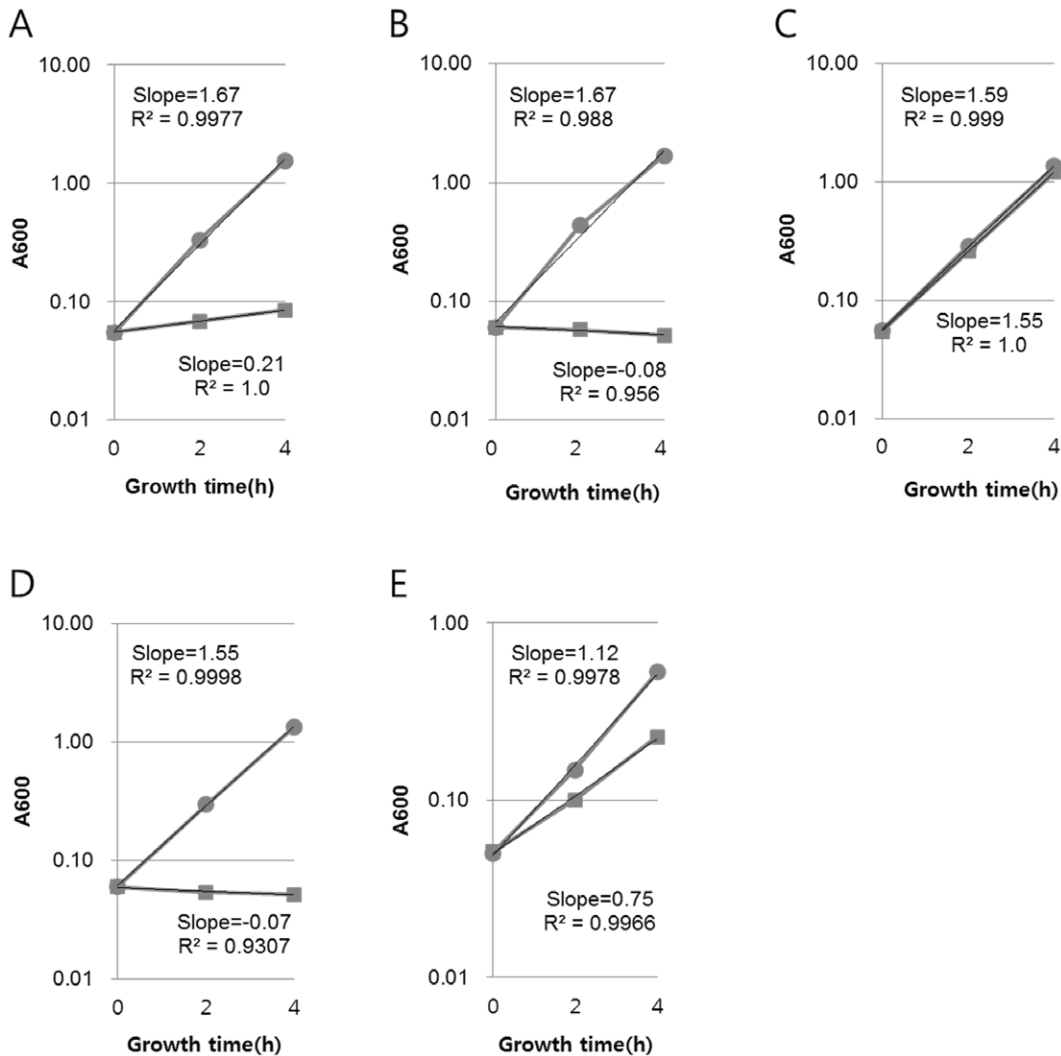 A
10.00
Slope=1.67
R² = 0.9977
1.00
A600
0.10
Slope=0.21
R² = 1.0
0.01
0 2 4
Growth time(h)
B
10.00
Slope=1.67
R² = 0.988
1.00
A600
0.10
Slope=-0.08
R² = 0.956
0.01
0 2 4
Growth time(h)
C
10.00
Slope=1.59
R² = 0.999
1.00
A600
0.10
Slope=1.55
R² = 1.0
0.01
0 2 4
Growth time(h)
D
10.00
Slope=1.55
R² = 0.9998
1.00
A600
0.10
Slope=-0.07
R² = 0.9307
0.01
0 2 4
Growth time(h)
E
1.00
Slope=1.12
R² = 0.9978
A600
0.10
Slope=0.75
R² = 0.9966
0.01
0 2 4
Growth time(h)